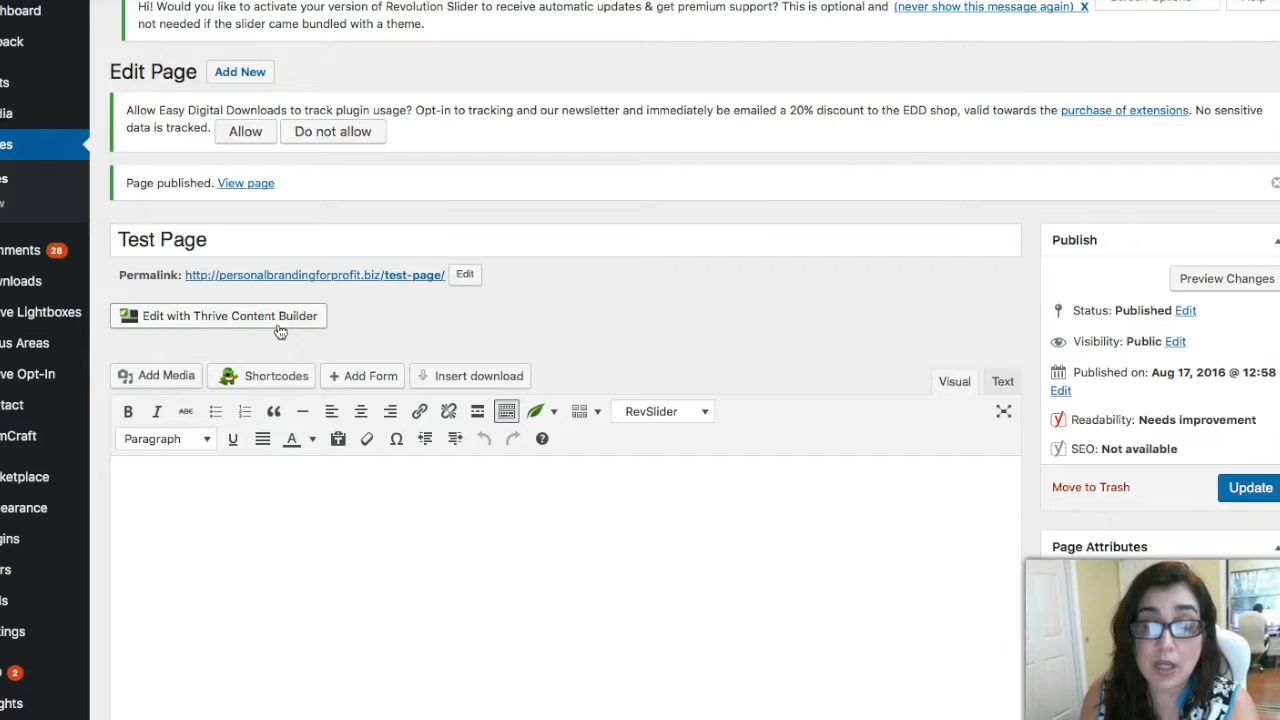 Hi! Would you like to activate your version of Revolution Slider to receive automatic updates & get premium support? This is optional and (never show this message again) X
not needed if the slider came bundled with a theme.
Edit Page Add New
Allow Easy Digital Downloads to track plugin usage? Opt-in to tracking and our newsletter and immediately be emailed a 20% discount to the EDD shop, valid towards the purchase of extensions. No sensitive
data is tracked. Allow Do not allow
Page published. View page
Test Page
Permalink: http://personalbrandingforprofit.biz/test-page/ Edit
Edit with Thrive Content Builder
Add Media Shortcodes + Add Form Insert download
Visual Text
B I ABC RevSlider
Paragraph U A Ω
Publish
Preview Changes
Status: Published Edit
Visibility: Public Edit
Published on: Aug 17, 2016 @ 12:58
Edit
Readability: Needs improvement
SEO: Not available
Move to Trash Update
Page Attributes
hboard
ack
ts
dia
es
es
w
nments 28
wnloads
ve Lightboxes
us Areas
ve Opt-In
tact
mCraft
ketplace
earance
gins
rs
ls
tings
2
ghts